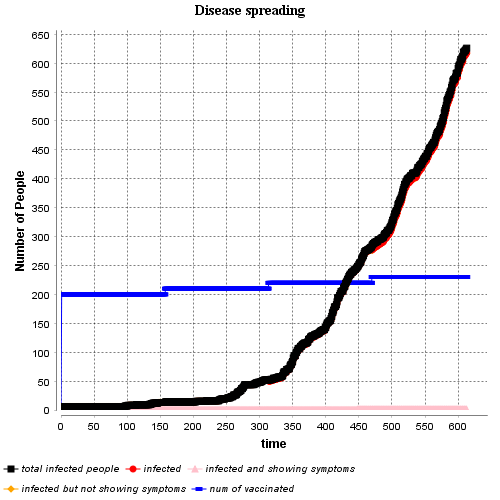 Disease spreading
650
600
550
500
450
400
350
300
250
200
150
100
50
0
Number of People
0 50 100 150 200 250 300 350 400 450 500 550 600
time
total infected people infected infected and showing symptoms
infected but not showing symptoms num of vaccinated